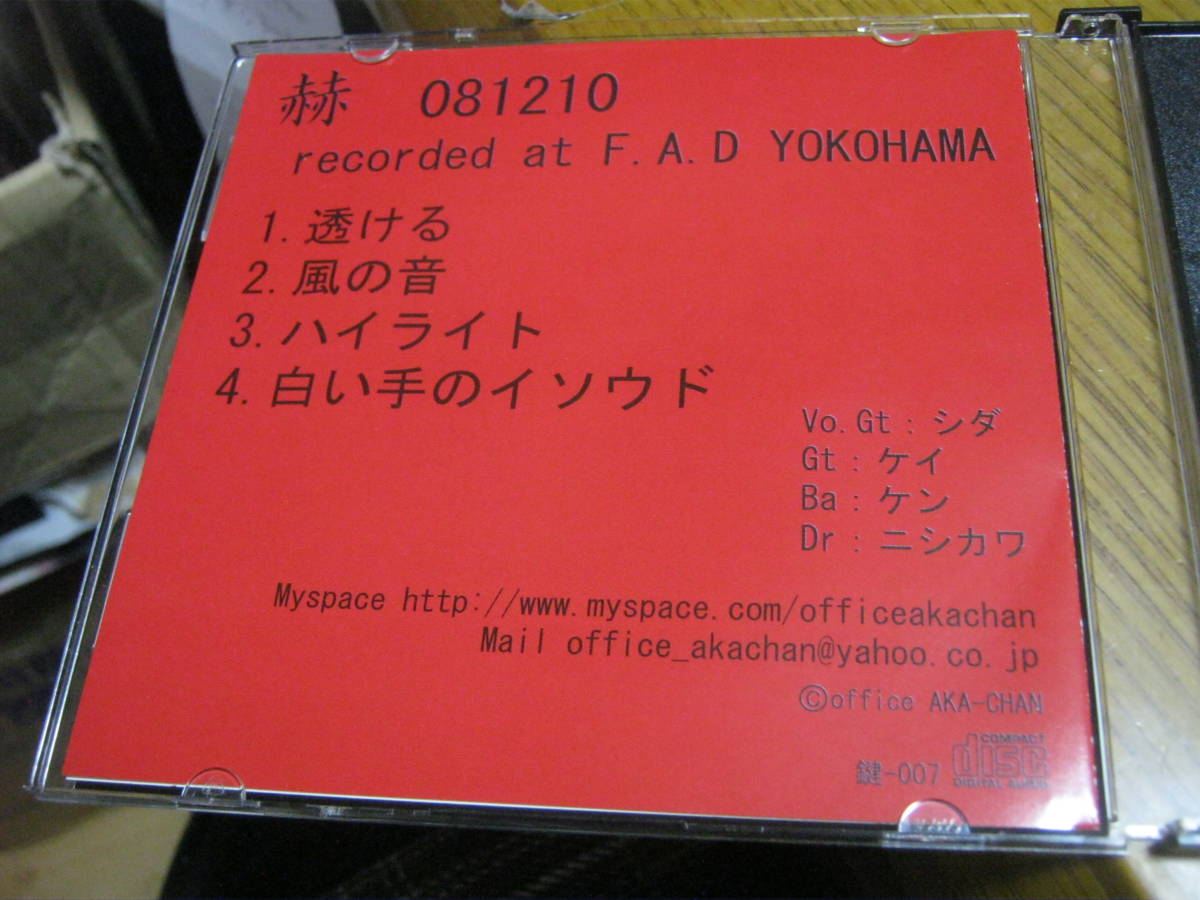 赫 081210
recorded at F.A.D YOKOHAMA
1.透ける
2.風の音
3.ハイライト
4.白い手のイソウド
Vo.Gt：シダ
Gt：ケイ
Ba：ケン
Dr：ニシカワ
Myspace http://www.myspace.com/officeakachan
Mail office_akachan@yahoo.co.jp
©office AKA-CHAN
鍵-007
COMPACT
disc
DIGITAL AUDIO